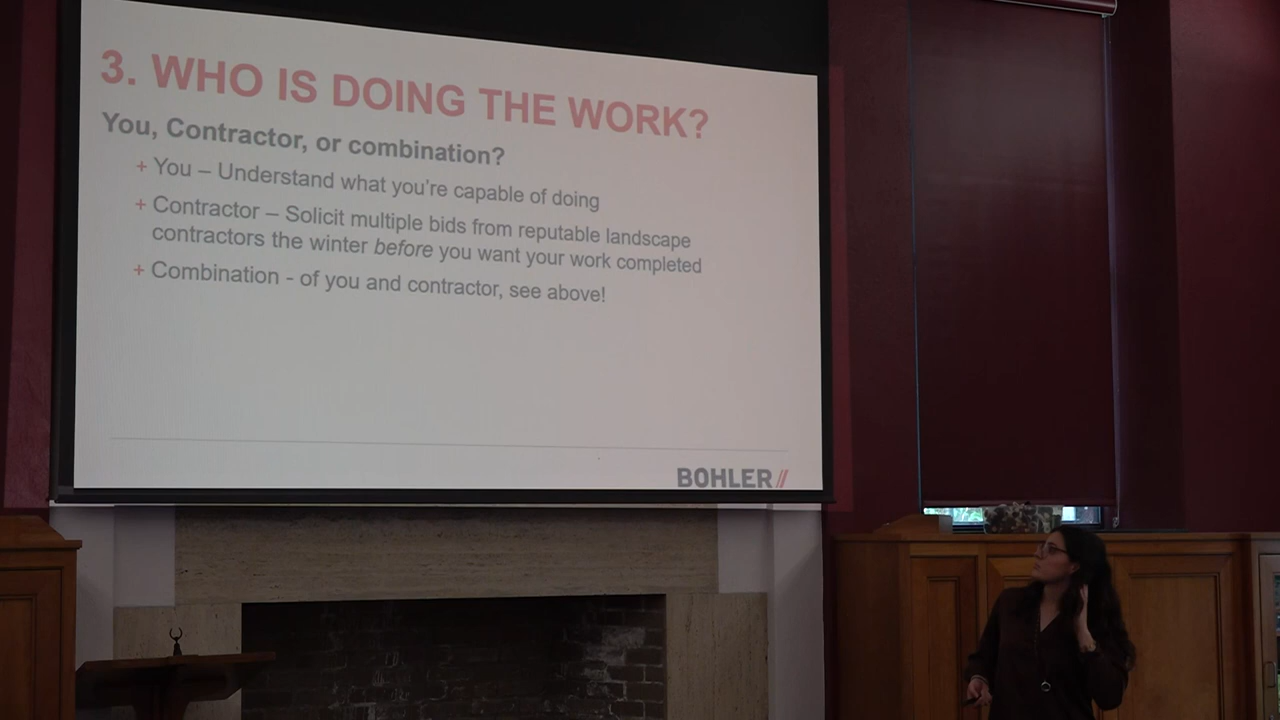 3. WHO IS DOING THE WORK?
You, Contractor, or combination?
+ You – Understand what you're capable of doing
+ Contractor – Solicit multiple bids from reputable landscape
contractors the winter before you want your work completed
+ Combination - of you and contractor, see above!
BOHLER//